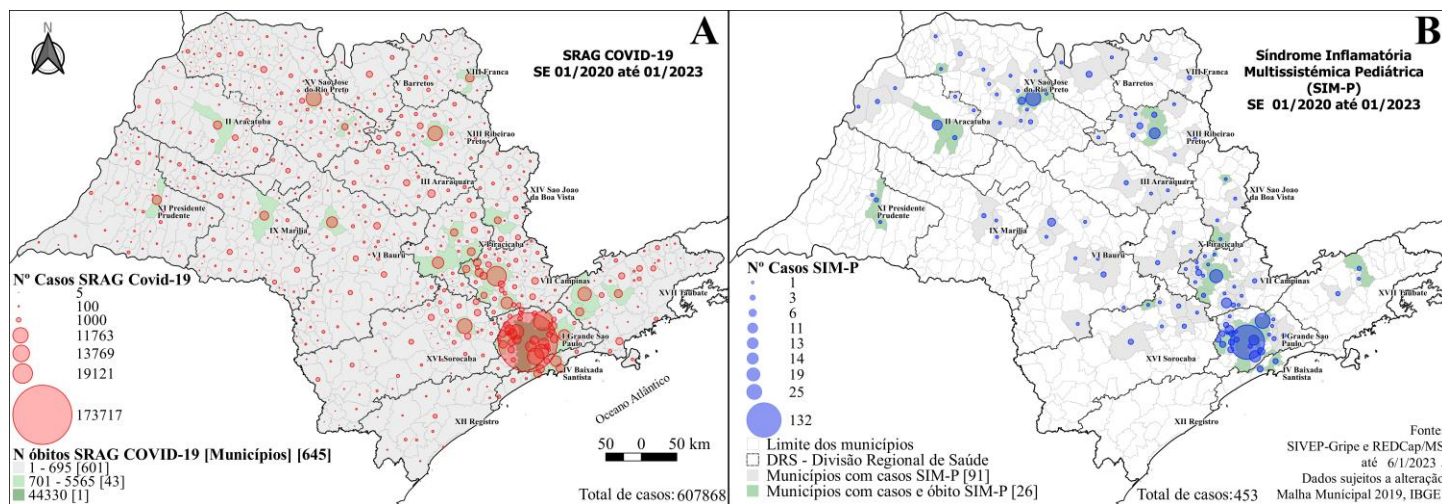 N
SRAG COVID-19
SE 01/2020 até 01/2023
A
VIII Franca
XV Sao Jose
do Rio Preto
V Barretos
II Aracatuba
XIII Ribeirao
Preto
III Araraquara
XIV Sao Joao
da Boa Vista
XI Presidente
Prudente
IX Marilia
VI Bauru
X Piracicaba
VII Campinas
XVII Taubate
I Grande Sao
Paulo
XVI Sorocaba
IV Baixada
Santista
XII Registro
Oceano Atlântico
Nº Casos SRAG Covid-19
5
100
1000
11763
13769
19121
173717
N óbitos SRAG COVID-19 [Municípios] [645]
1 - 695 [601]
701 - 5565 [43]
44330 [1]
50 0 50 km
Total de casos:607868
B
Síndrome Inflamatória
Multissistémica Pediátrica
(SIM-P)
SE 01/2020 até 01/2023
VIII Franca
XV Sao Jose
do Rio Preto
V Barretos
II Aracatuba
XIII Ribeirao
Preto
III Araraquara
XIV Sao Joao
da Boa Vista
XI Presidente
Prudente
IX Marilia
VI Bauru
X Piracicaba
VII Campinas
XVII Taubate
I Grande Sao
Paulo
XVI Sorocaba
IV Baixada
Santista
XII Registro
Nº Casos SIM-P
1
3
6
11
13
14
19
25
132
Limite dos municípios
DRS - Divisão Regional de Saúde
Municípios com casos SIM-P [91]
Municípios com casos e óbito SIM-P [26]
Total de casos:453
Fonte:
SIVEP-Gripe e REDCap/MS
até 6/1/2023
Dados sujeitos a alteração
Malha Municipal 2019, IBGE